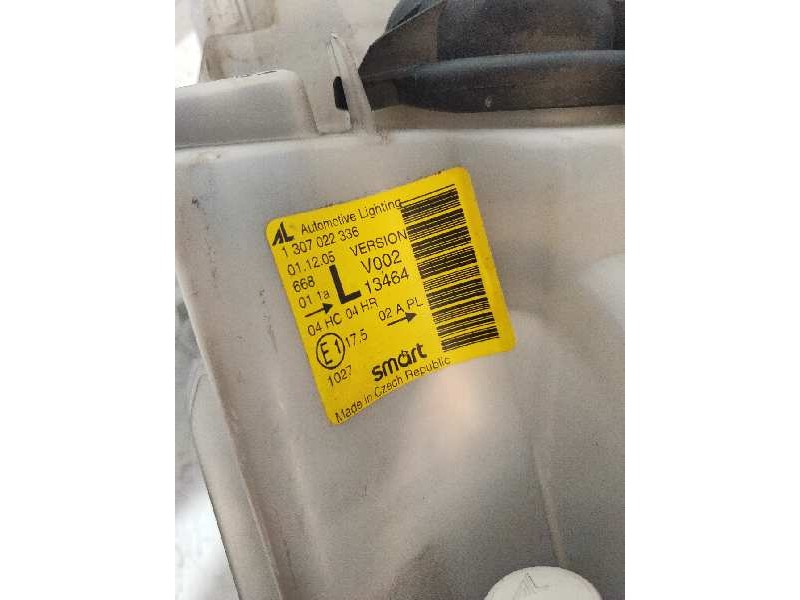 AL Automotive Lighting
1 307 022 336
01.12.05 VERSION
668 L V002
01 1a 13464
04 HC 04 HR 02 A PL
E1 17,5
1027 smart
Made in Czech Republic